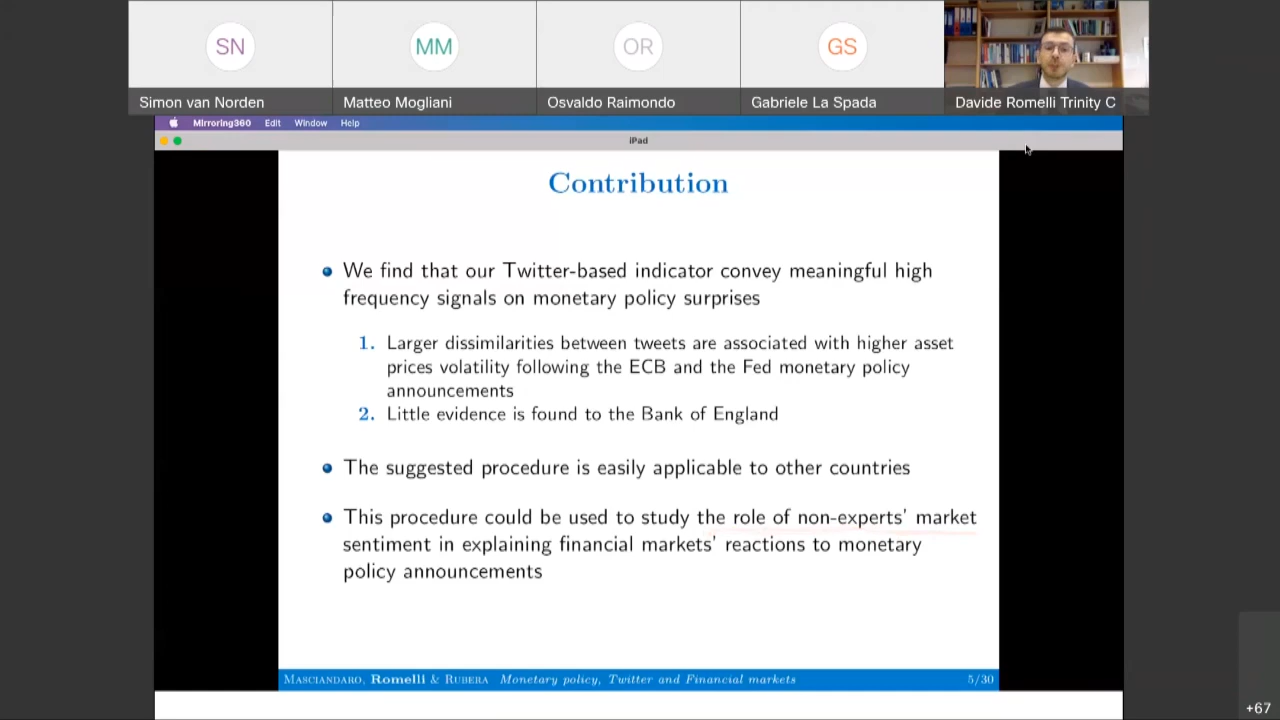 SN
MM
OR
GS
Simon van Norden
Matteo Mogliani
Osvaldo Raimondo
Gabriele La Spada
Davide Romelli Trinity C
Mirroring360 Edit Window Help
iPad
Contribution
We find that our Twitter-based indicator convey meaningful high
frequency signals on monetary policy surprises
1. Larger dissimilarities between tweets are associated with higher asset
prices volatility following the ECB and the Fed monetary policy
announcements
2. Little evidence is found to the Bank of England
The suggested procedure is easily applicable to other countries
This procedure could be used to study the role of non-experts' market
sentiment in explaining financial markets' reactions to monetary
policy announcements
Masciandaro, Romelli & Rubera Monetary policy, Twitter and Financial markets 5/30
+67